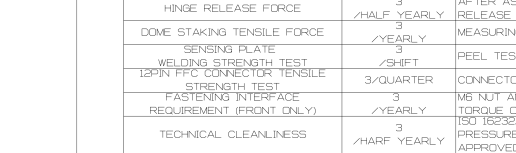 HINGE RELEASE FORCE
3
/HALF YEARLY
AFTER AS
RELEASE
DOME STAKING TENSILE FORCE
3
/YEARLY
MEASURIN
SENSING PLATE
WELDING STRENGTH TEST
3
/SHIFT
PEEL TES
12PIN FFC CONNECTOR TENSILE
STRENGTH TEST
3/QUARTER
CONNECTO
FASTENING INTERFACE
REQUIREMENT (FRONT ONLY)
3
/YEARLY
M6 NUT A
TORQUE C
TECHNICAL CLEANLINESS
3
/HARF YEARLY
ISO 16232
PRESSURE
APPROVED